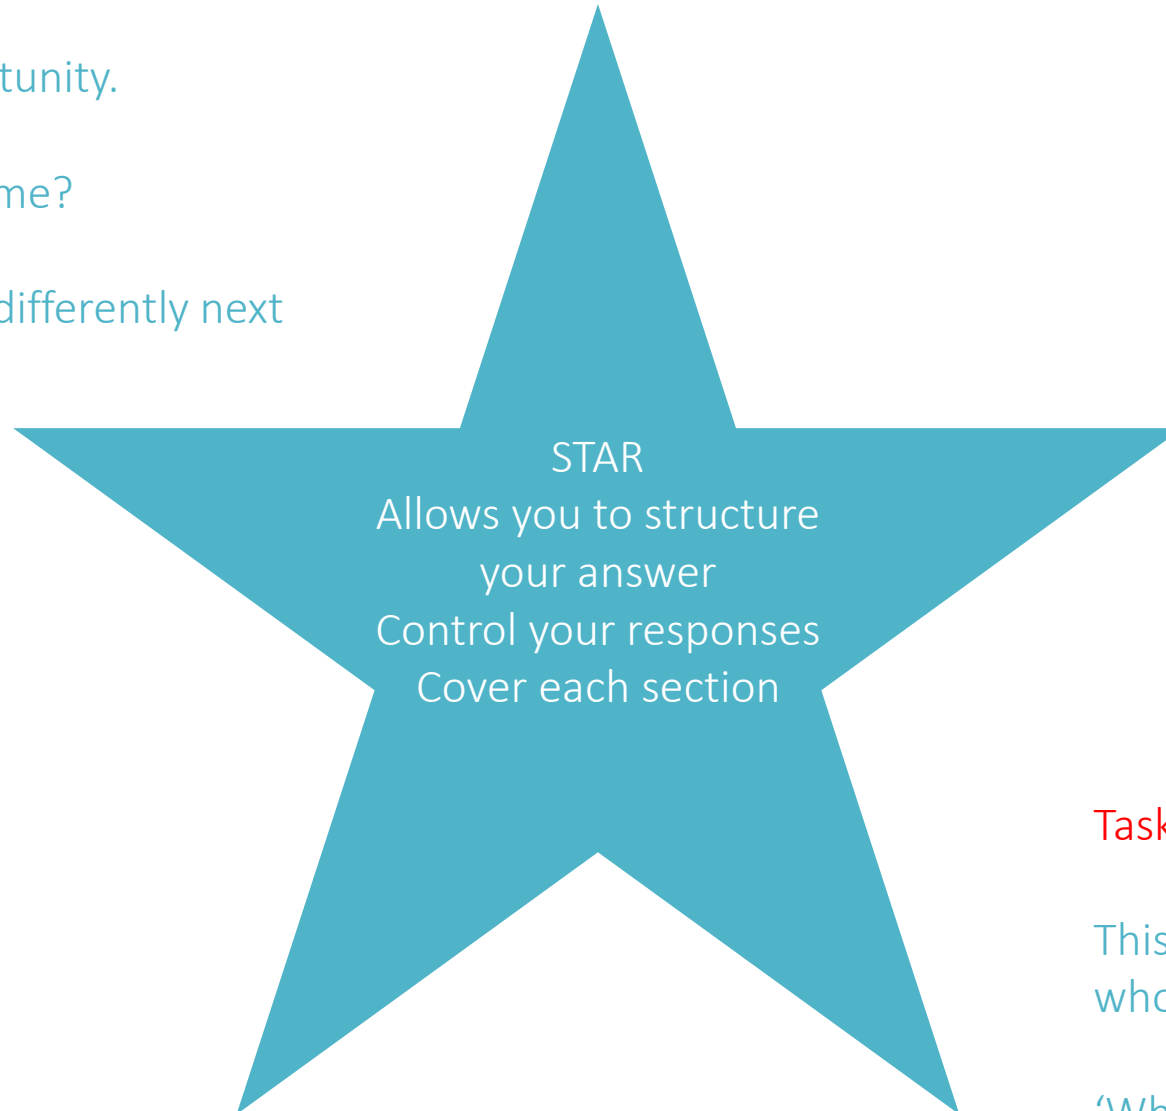 tunity.
me?
differently next
STAR
Allows you to structure
your answer
Control your responses
Cover each section
Task
This
who
‘Wh